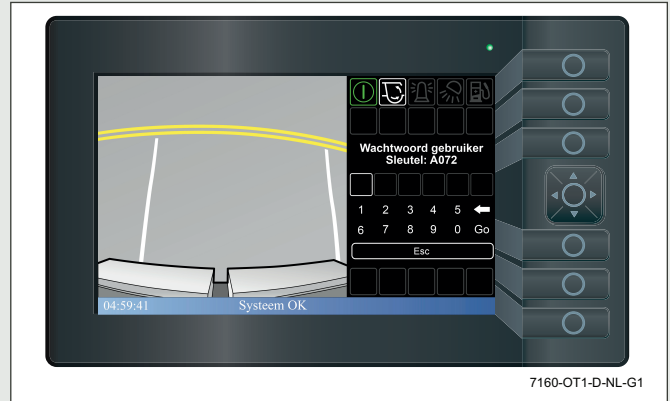 Wachtwoord gebruiker
Sleutel: A072
1 2 3 4 5
6 7 8 9 0 Go
Esc
04:59:41 Systeem OK
7160-OT1-D-NL-G1